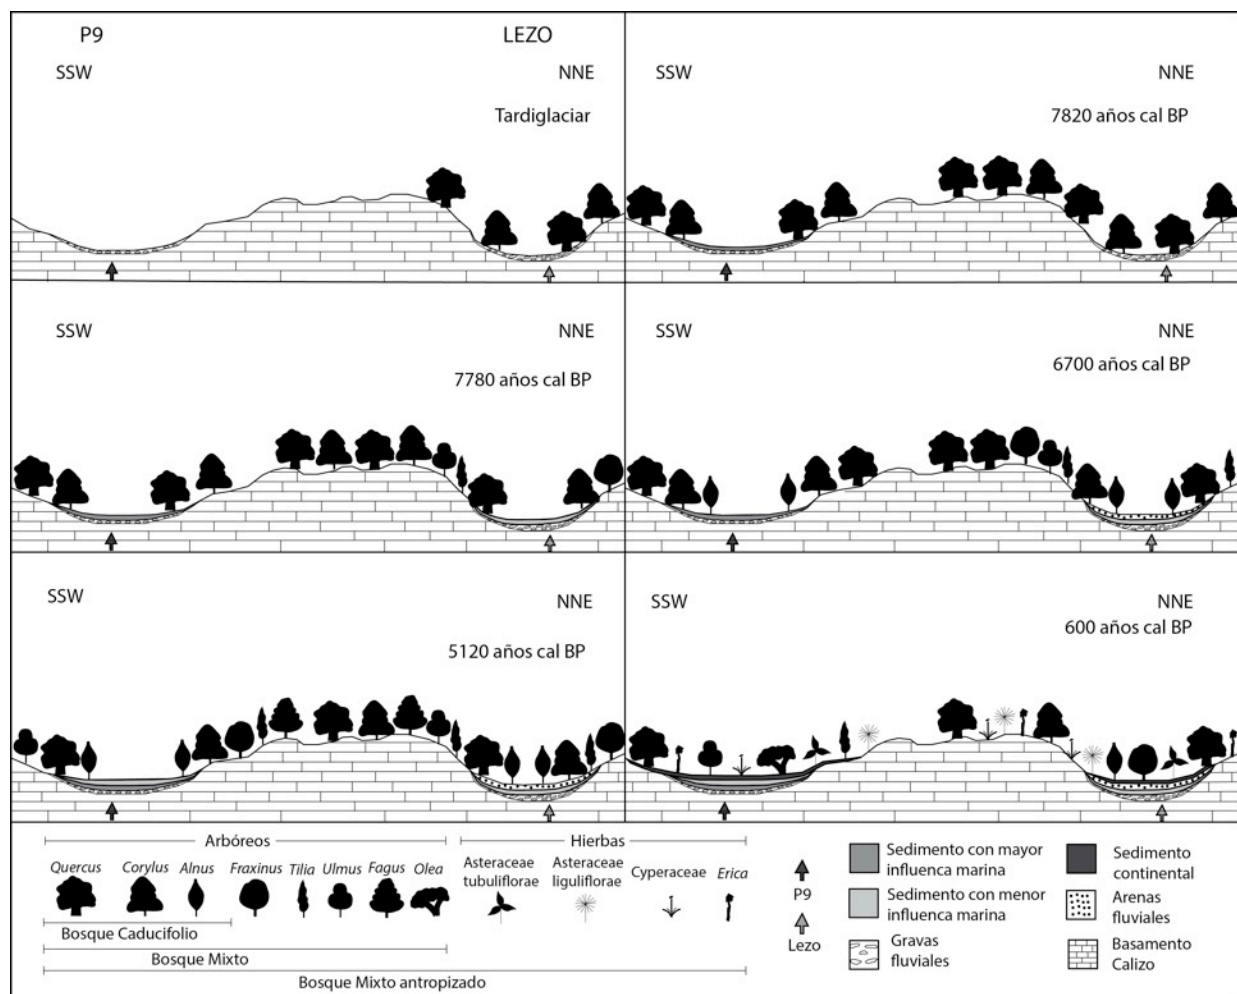 P9
LEZO
SSW
NNE
Tardiglaciar
SSW
NNE
7820 años cal BP
SSW
NNE
7780 años cal BP
SSW
NNE
6700 años cal BP
SSW
NNE
5120 años cal BP
SSW
NNE
600 años cal BP
Arbóreos
Quercus
Corylus
Alnus
Fraxinus
Tilia
Ulmus
Fagus
Olea
Bosque Caducifolio
Bosque Mixto
Bosque Mixto antropizado
Hierbas
Asteraceae
tubuliflorae
Asteraceae
liguliflorae
Cyperaceae
Erica
P9
Lezo
Sedimento con mayor
influenca marina
Sedimento con menor
influenca marina
Gravas
fluviales
Sedimento
continental
Arenas
fluviales
Basamento
Calizo